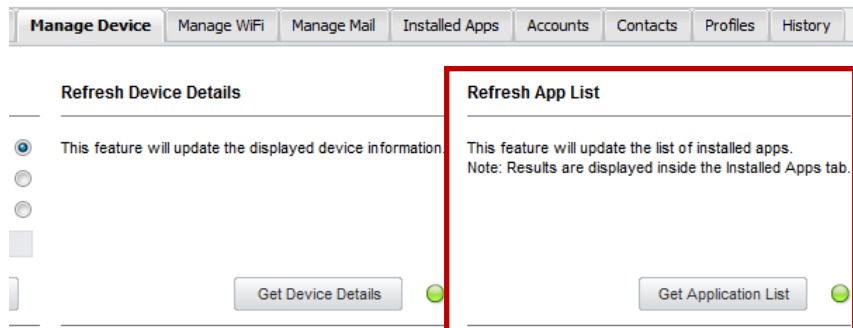 Manage Device
Manage WiFi
Manage Mail
Installed Apps
Accounts
Contacts
Profiles
History
Refresh Device Details
This feature will update the displayed device information.
Get Device Details
Refresh App List
This feature will update the list of installed apps.
Note: Results are displayed inside the Installed Apps tab.
Get Application List